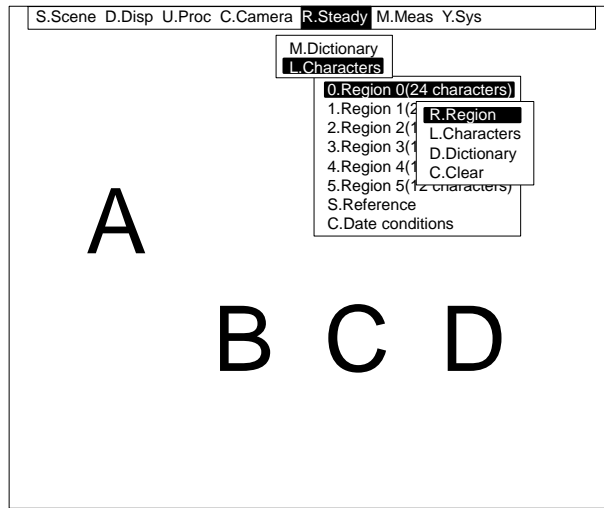 S.Scene D.Disp U.Proc C.Camera R.Steady M.Meas Y.Sys
M.Dictionary
L.Characters
0.Region 0(24 characters)
1.Region 1(2
2.Region 2(1
3.Region 3(1
4.Region 4(1
5.Region 5(12 characters)
S.Reference
C.Date conditions
R.Region
L.Characters
D.Dictionary
C.Clear
A
B C D